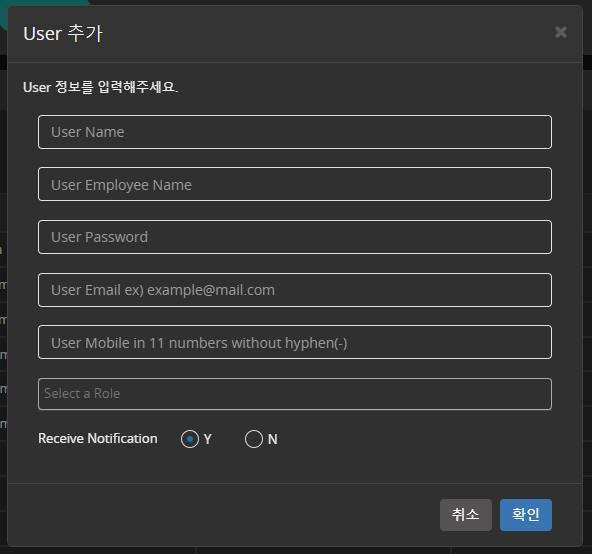 User 추가
×
User 정보를 입력해주세요.
User Name
User Employee Name
User Password
User Email ex) example@mail.com
User Mobile in 11 numbers without hyphen(-)
Select a Role
Receive Notification Y N
취소 확인